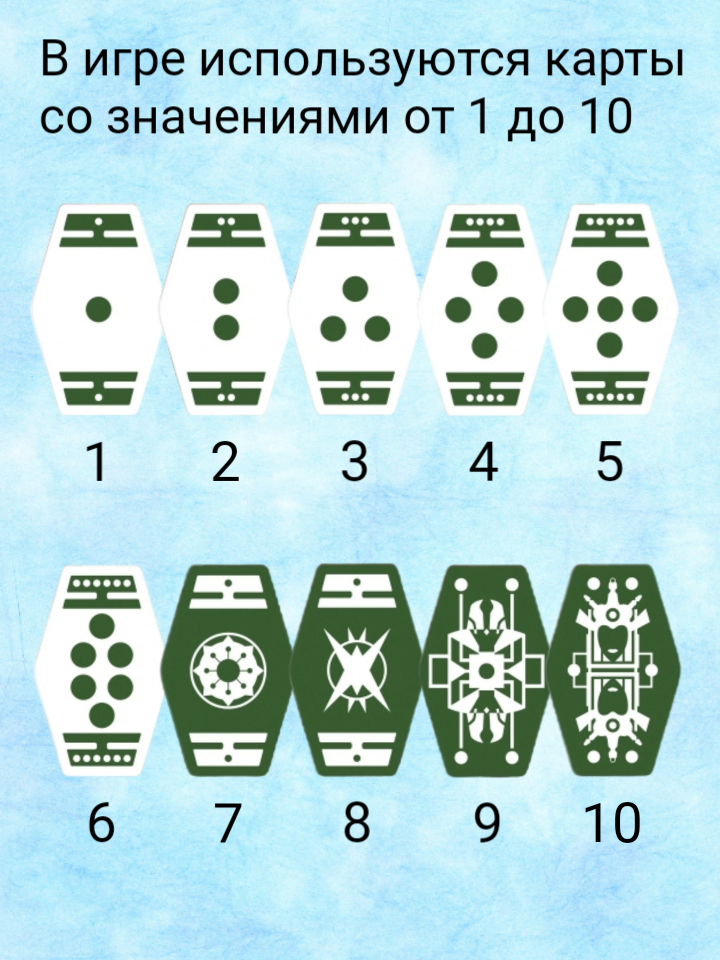 В игре используются карты
со значениями от 1 до 10
1 2 3 4 5
6 7 8 9 10